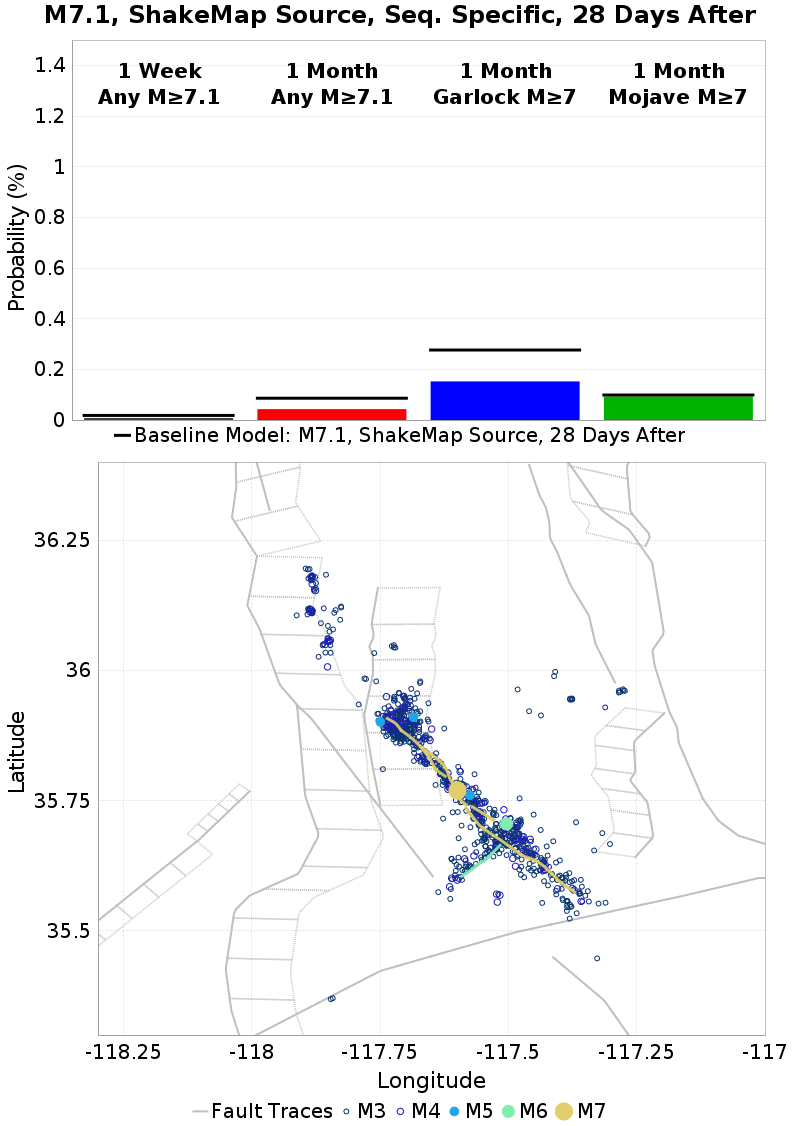 M7.1, ShakeMap Source, Seq. Specific, 28 Days After
1 Week 1 Month 1 Month 1 Month
Any M≥7.1 Any M≥7.1 Garlock M≥7 Mojave M≥7
Probability (%)
1.4
1.2
1
0.8
0.6
0.4
0.2
0
Baseline Model: M7.1, ShakeMap Source, 28 Days After
Latitude
36.25
36
35.75
35.5
-118.25 -118 -117.75 -117.5 -117.25 -117
Longitude
Fault Traces M3 M4 M5 M6 M7